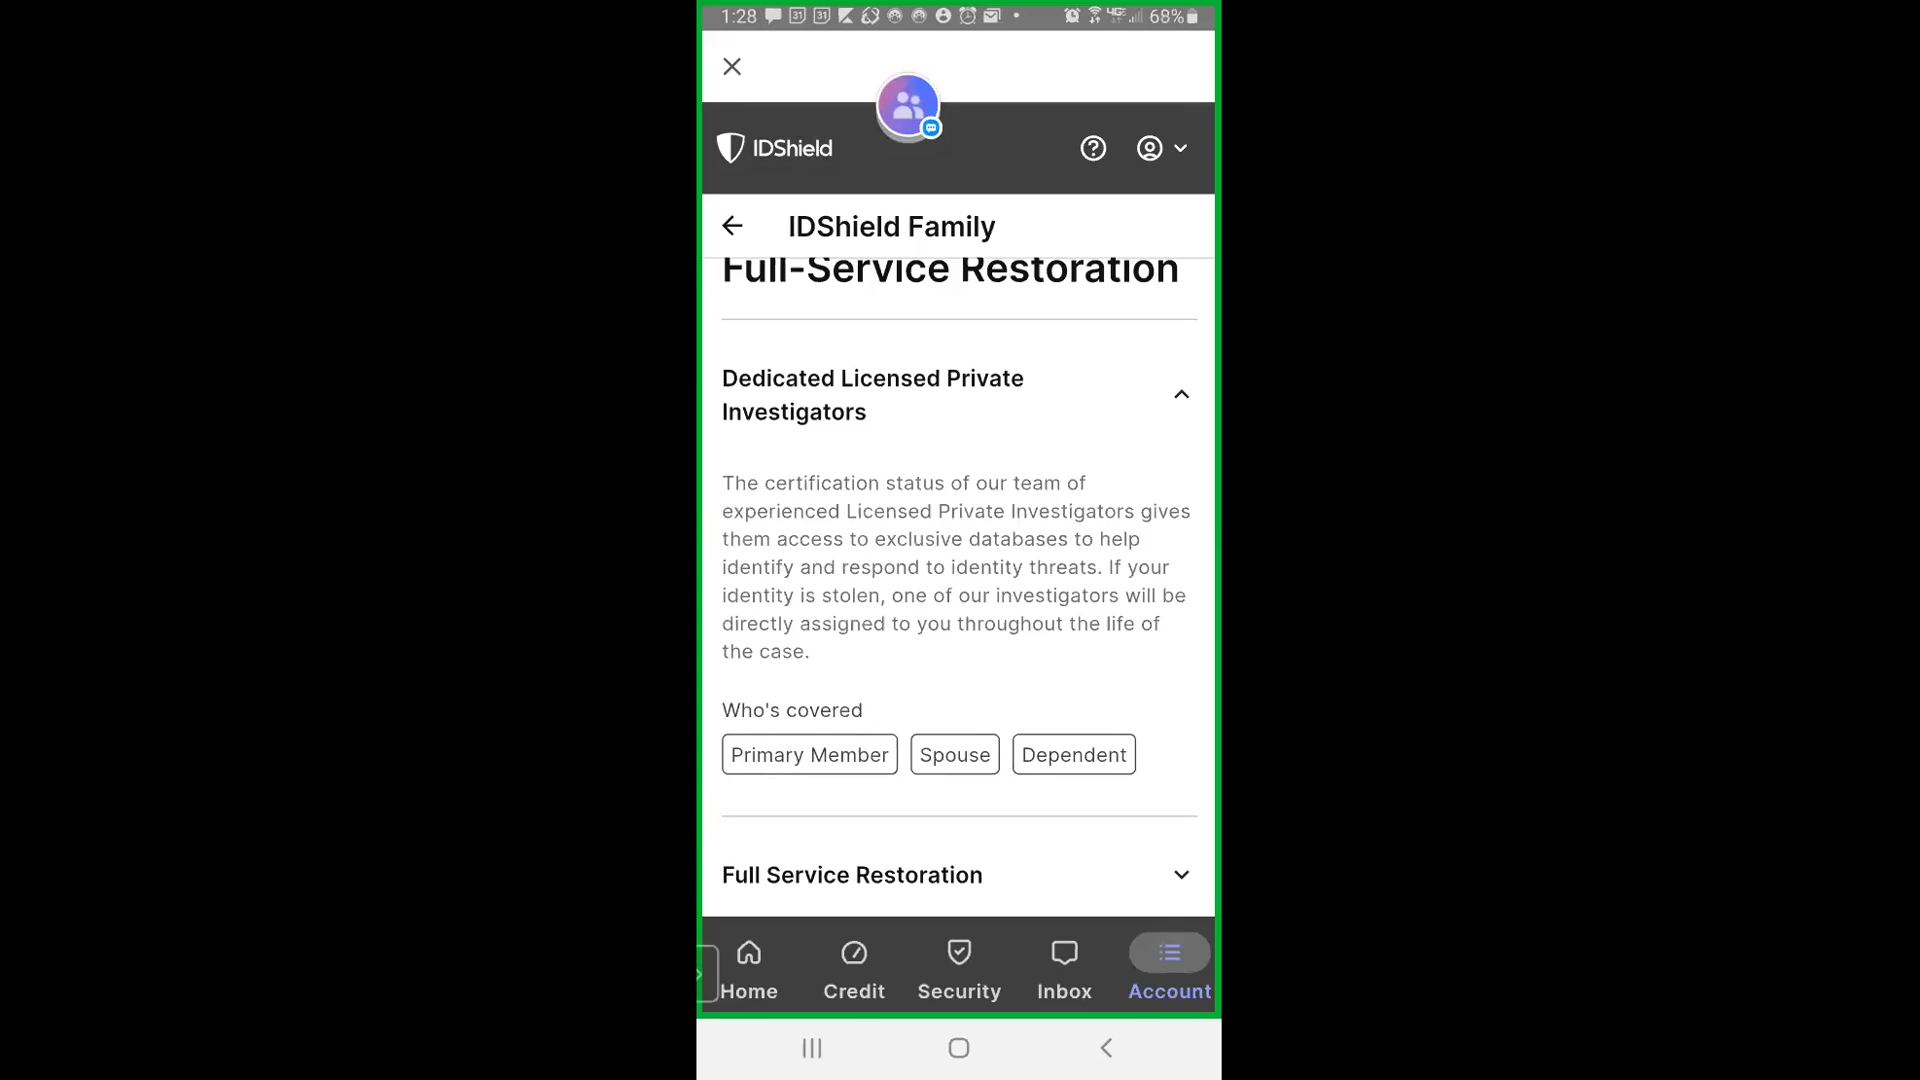 1:28 31 31 4GE 68%
IDShield
IDShield Family
Full-Service Restoration
Dedicated Licensed Private
Investigators
The certification status of our team of
experienced Licensed Private Investigators gives
them access to exclusive databases to help
identify and respond to identity threats. If your
identity is stolen, one of our investigators will be
directly assigned to you throughout the life of
the case.
Who's covered
Primary Member Spouse Dependent
Full Service Restoration
Home Credit Security Inbox Account